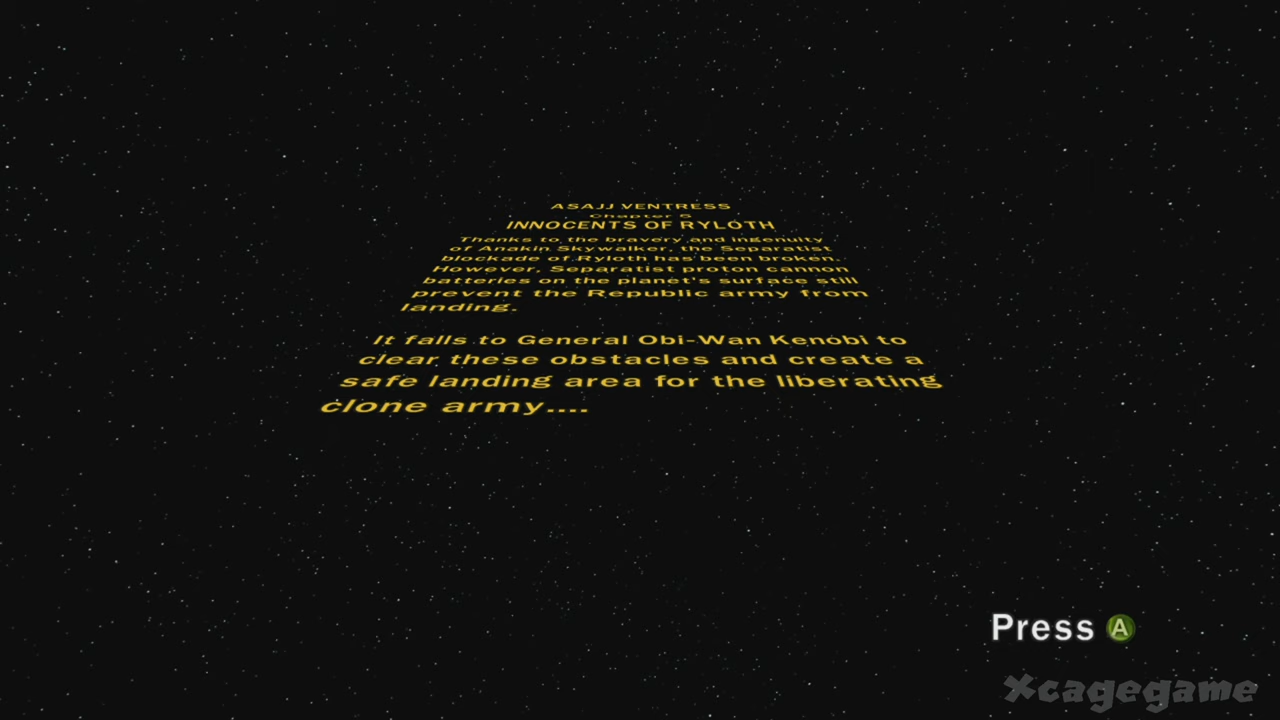 ASAJJ VENTRESS
Chapter 5
INNOCENTS OF RYLOTH
Thanks to the bravery and ingenuity
of Anakin Skywalker, the Separatist
blockade of Ryloth has been broken.
However, Separatist proton cannon
batteries on the planet's surface still
prevent the Republic army from
landing.
It falls to General Obi-Wan Kenobi to
clear these obstacles and create a
safe landing area for the liberating
clone army....
Press A
Xcagegame